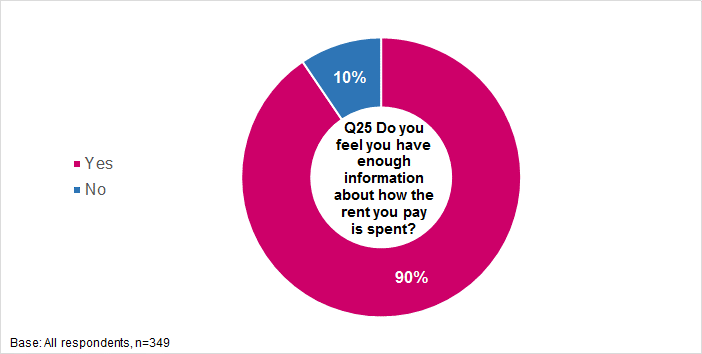 10%
Q25 Do you
feel you have
enough
information
about how the
rent you pay
is spent?
Yes
No
90%
Base: All respondents, n=349